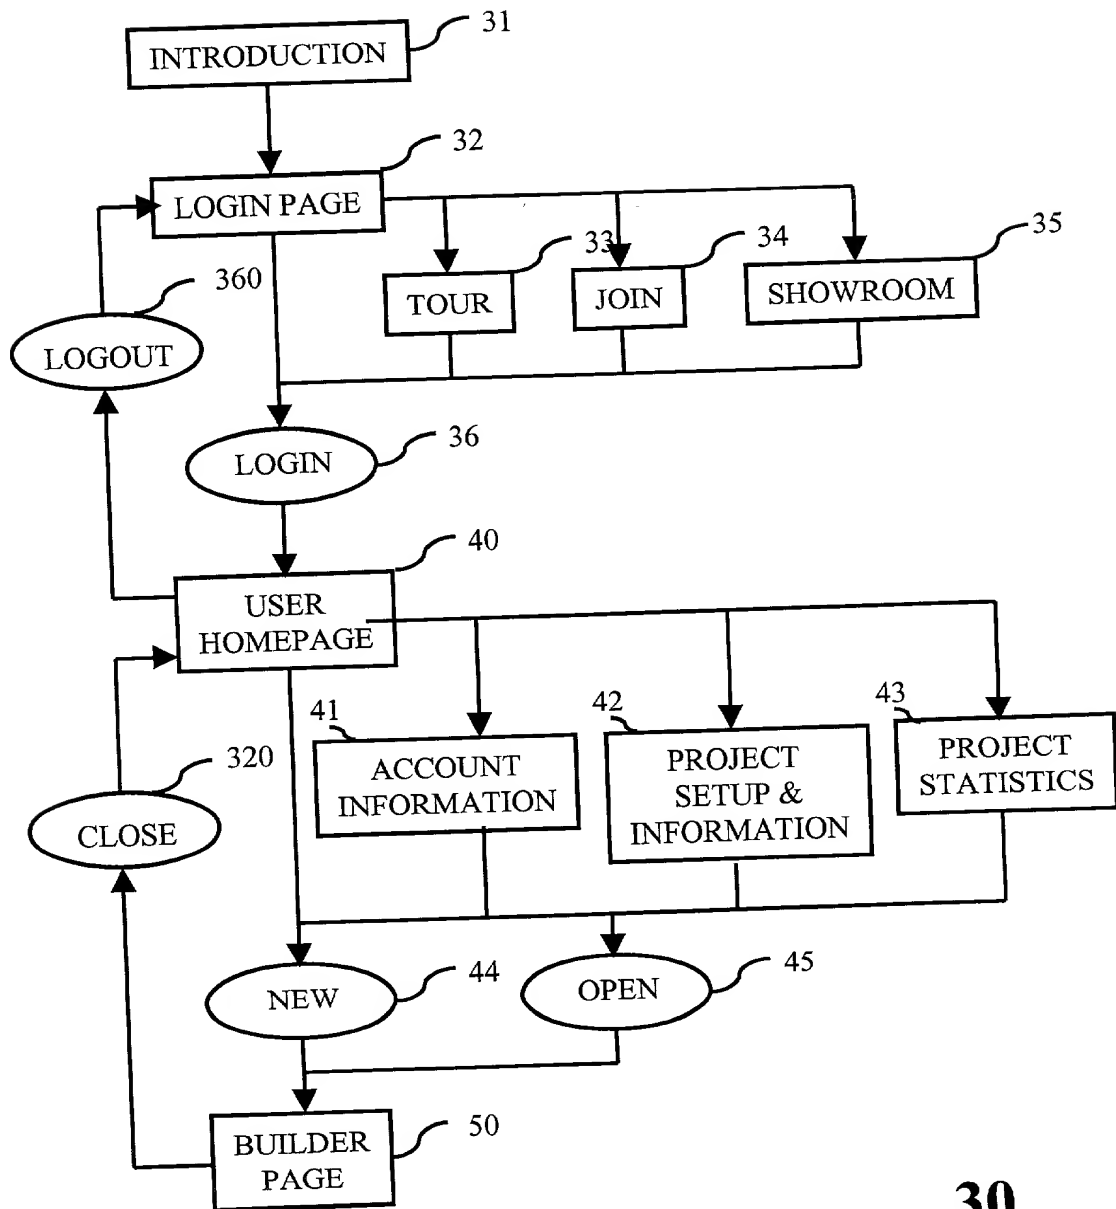 31
INTRODUCTION
32
LOGIN PAGE
33
34
35
TOUR
JOIN
SHOWROOM
360
LOGOUT
36
LOGIN
40
USER
HOMEPAGE
41
42
43
ACCOUNT
INFORMATION
PROJECT
SETUP &
INFORMATION
PROJECT
STATISTICS
320
CLOSE
44
NEW
45
OPEN
50
BUILDER
PAGE
30